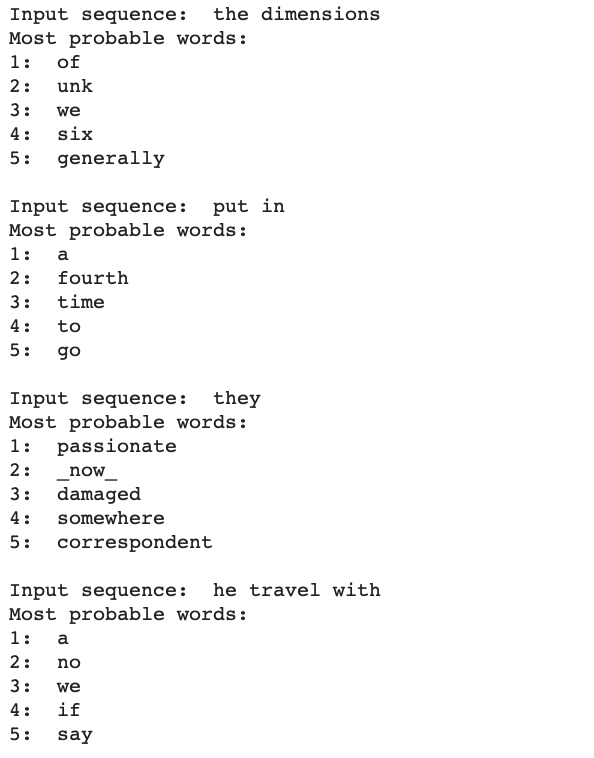 Input sequence:  the dimensions
Most probable words:
1:  of
2:  unk
3:  we
4:  six
5:  generally
Input sequence:  put in
Most probable words:
1:  a
2:  fourth
3:  time
4:  to
5:  go
Input sequence:  they
Most probable words:
1:  passionate
2:  _now_
3:  damaged
4:  somewhere
5:  correspondent
Input sequence:  he travel with
Most probable words:
1:  a
2:  no
3:  we
4:  if
5:  say